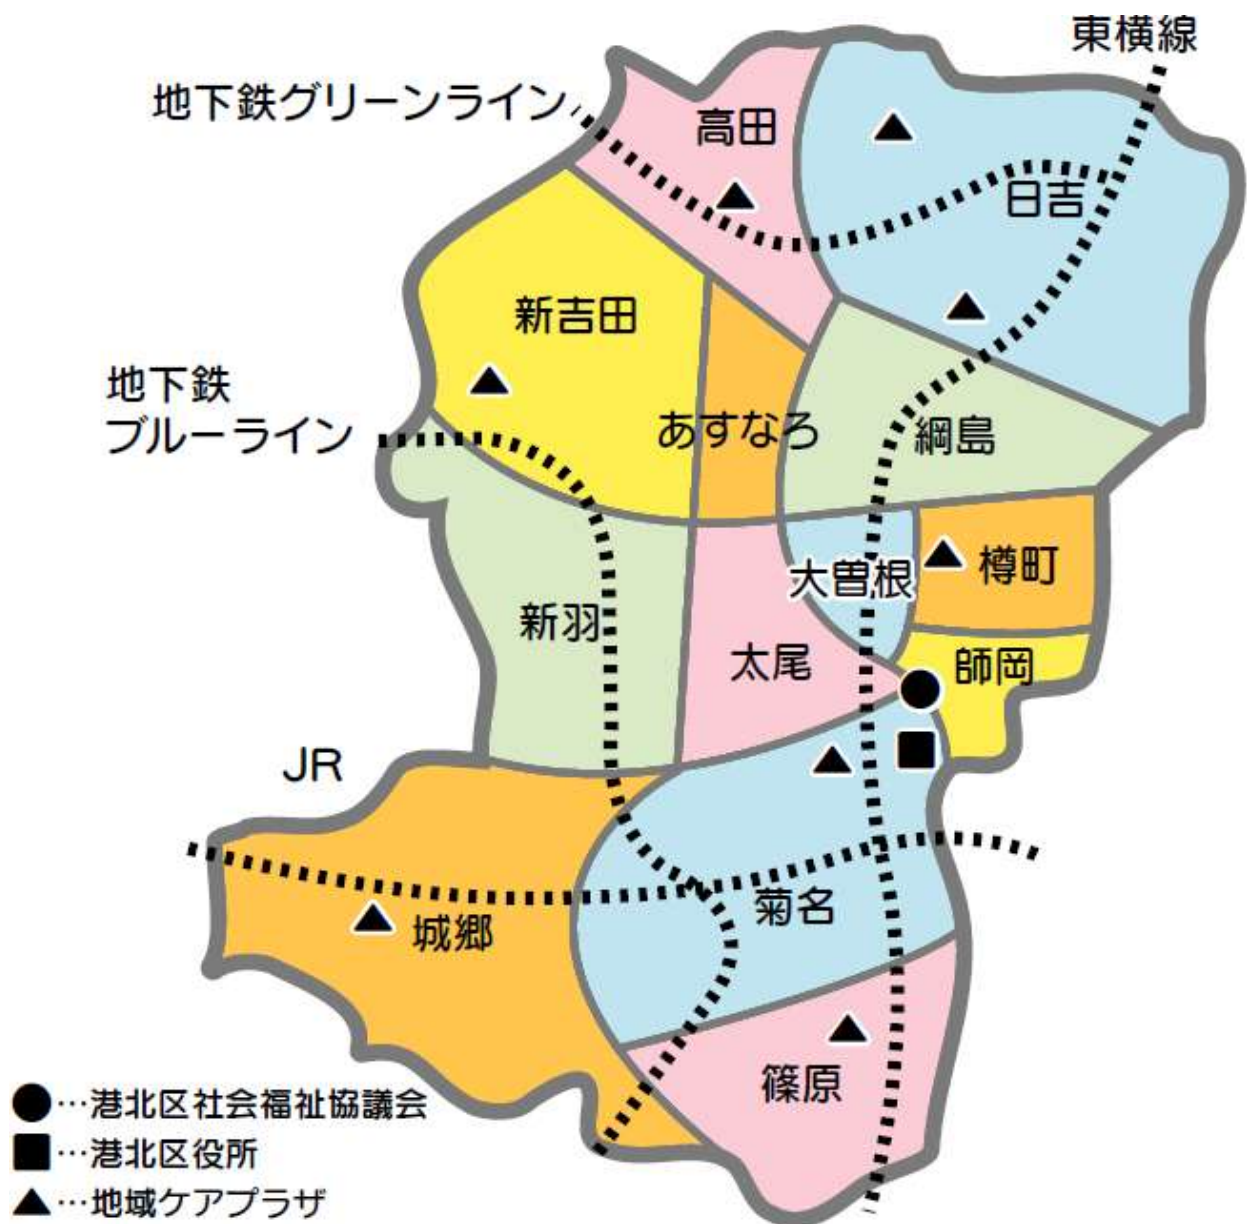 東横線
地下鉄グリーンライン
高田
日吉
新吉田
地下鉄
ブルーライン
あすなろ
綱島
大曽根
樽町
新羽
太尾
師岡
JR
菊名
城郷
篠原
●…港北区社会福祉協議会
■…港北区役所
▲…地域ケアプラザ